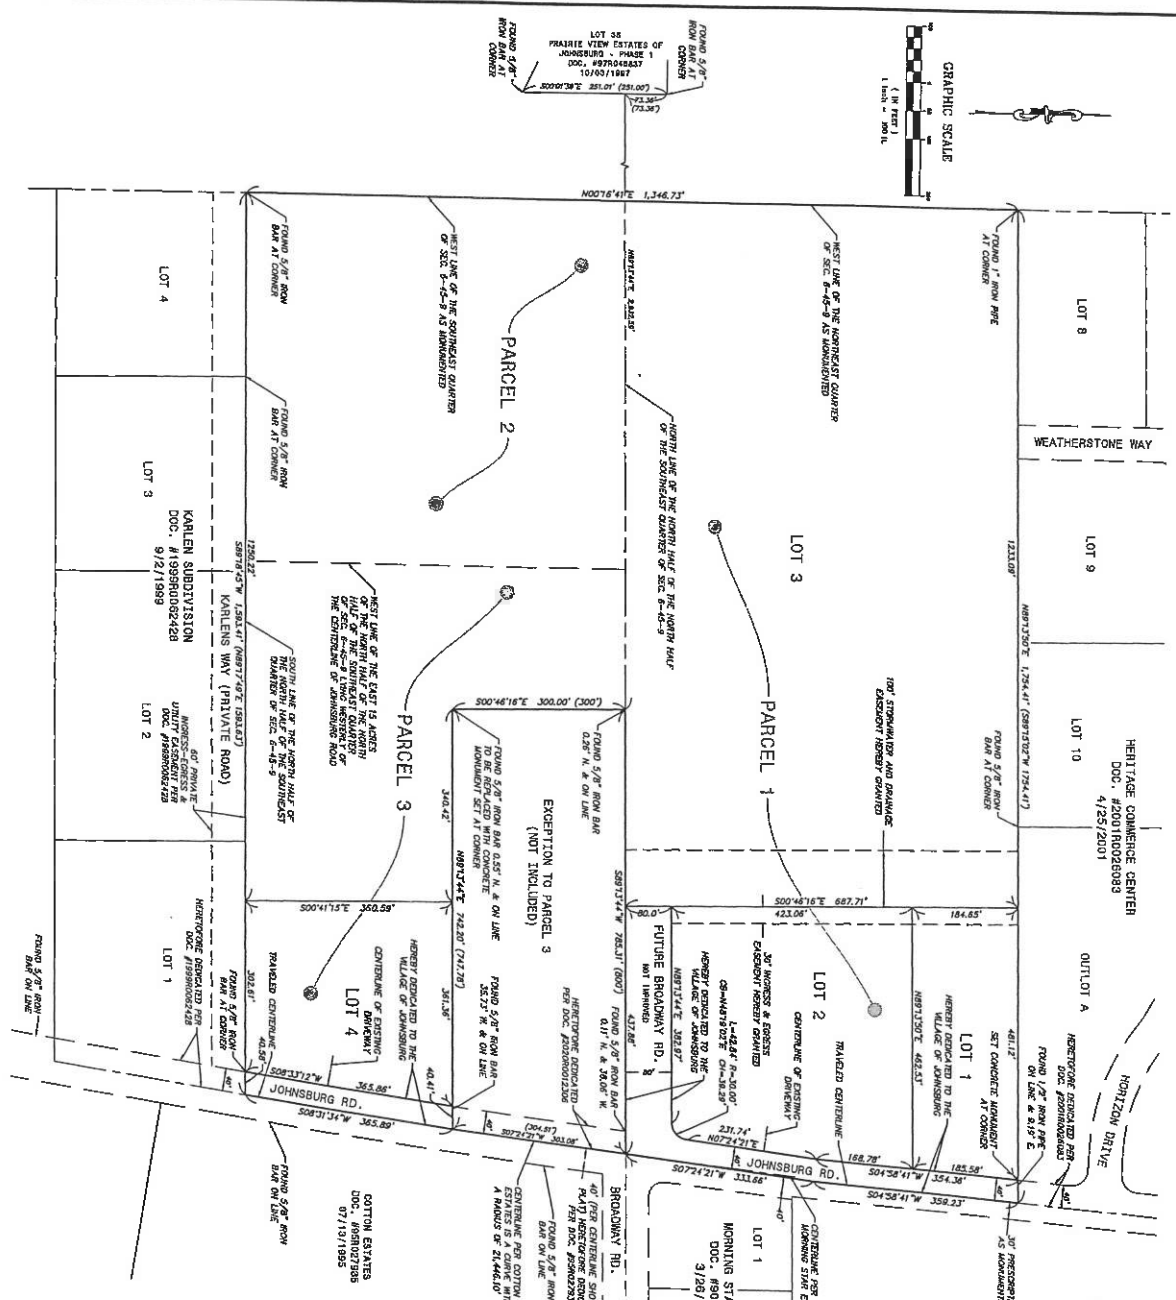 GRAPHIC SCALE
( IN FEET )
LOT 38
PRAIRIE VIEW ESTATES OF
JOHNSBURG - PHASE 1
FOUND 5/8"
IRON BAR AT
CORNER
FOUND 5/8"
IRON BAR AT
CORNER
S00°01'38"E 251.01' (251.00')
73.36'
(73.36')
N00°16'41"E 1,346.73'
FOUND 1" IRON PIPE
AT CORNER
WEST LINE OF THE NORTHEAST QUARTER
OF SEC. 6-45-9 AS MONUMENTED
WEST LINE OF THE SOUTHEAST QUARTER
OF SEC. 6-45-9 AS MONUMENTED
FOUND 5/8" IRON
BAR AT CORNER
LOT 8
WEATHERSTONE WAY
LOT 9
LOT 10
HERITAGE COMMERCE CENTER
DOC. #2001R0026083
4/25/2001
OUTLOT A
HORIZON DRIVE
1233.09'
N89°13'50"E 1,754.41' (S89°15'02"W 1754.41')
481.12'
FOUND 5/8" IRON
BAR AT CORNER
LOT 3
PARCEL 1
PARCEL 2
PARCEL 3
NORTH LINE OF THE NORTH HALF OF THE NORTH HALF
OF THE SOUTHEAST QUARTER OF SEC. 6-45-9
100' STORMWATER AND DRAINAGE
EASEMENT HEREBY GRANTED
S00°46'16"E 687.71'
423.06'
184.65'
80.0'
LOT 1
LOT 2
N89°13'50"E 462.53'
HEREBY DEDICATED TO THE
VILLAGE OF JOHNSBURG
SET CONCRETE MONUMENT
AT CORNER
FOUND 1/2" IRON PIPE
ON LINE & 9.19' E.
HERETOFORE DEDICATED PER
DOC. #2001R0026083
30' INGRESS & EGRESS
EASEMENT HEREBY GRANTED
CENTERLINE OF EXISTING
DRIVEWAY
TRAVELED CENTERLINE
FUTURE BROADWAY RD.
NOT IMPROVED
N89°13'44"E 382.97'
HEREBY DEDICATED TO THE
VILLAGE OF JOHNSBURG
L=42.84' R=30.00'
CB=N48°19'02"E CH=39.29'
231.74'
N07°24'21"E
168.78'
185.58'
S04°58'41"W 354.36'
S04°58'41"W 359.23'
JOHNSBURG RD.
S07°24'21"W 333.66'
S89°13'44"W 785.31' (800')
437.98'
FOUND 5/8" IRON BAR
0.11' N. & 38.06' W.
HERETOFORE DEDICATED
PER DOC. #2020R0012306
FOUND 5/8" IRON BAR
0.26' N. & ON LINE
S00°46'16"E 300.00' (300')
EXCEPTION TO PARCEL 3
(NOT INCLUDED)
FOUND 5/8" IRON BAR 0.55' N. & ON LINE
TO BE REPLACED WITH CONCRETE
MONUMENT SET AT CORNER
340.42'
N89°13'44"E 742.20' (747.78')
361.36'
40.41'
FOUND 5/8" IRON BAR
35.73' W. & ON LINE
HEREBY DEDICATED TO THE
VILLAGE OF JOHNSBURG
CENTERLINE OF EXISTING
DRIVEWAY
LOT 4
S00°41'15"E 360.59'
WEST LINE OF THE EAST 15 ACRES
OF THE NORTH HALF OF THE NORTH
HALF OF THE SOUTHEAST QUARTER
OF SEC. 6-45-9 LYING WESTERLY OF
THE CENTERLINE OF JOHNSBURG ROAD
FOUND 5/8" IRON
BAR AT CORNER
1250.22'
S89°18'45"W 1,593.41' (N89°17'49"E 1593.63')
302.61'
40.58'
SOUTH LINE OF THE NORTH HALF OF
THE NORTH HALF OF THE SOUTHEAST
QUARTER OF SEC. 6-45-9
KARLENS WAY (PRIVATE ROAD)
60' PRIVATE
INGRESS-EGRESS &
UTILITY EASEMENT PER
DOC. #1999R0062428
LOT 4
LOT 3
KARLEN SUBDIVISION
DOC. #1999R0062428
9/2/1999
LOT 2
LOT 1
HERETOFORE DEDICATED PER
DOC. #1999R0062428
FOUND 5/8" IRON
BAR AT CORNER
TRAVELED CENTERLINE
S08°33'12"W 365.86'
JOHNSBURG RD.
S08°31'34"W 365.89'
FOUND 5/8" IRON
BAR ON LINE
FOUND 5/8" IRON
BAR ON LINE
(304.51')
S07°24'21"W 303.08'
CENTERLINE PER COTTON
ESTATES IS A CURVE WIT
A RADIUS OF 21,446.10'
FOUND 5/8" IRON
BAR ON LINE
BROADWAY RD.
COTTON ESTATES
07/13/1995
LOT 1
MORNING STA
DOC. #90
3/26/
CENTERLINE PER
MORNING STAR E